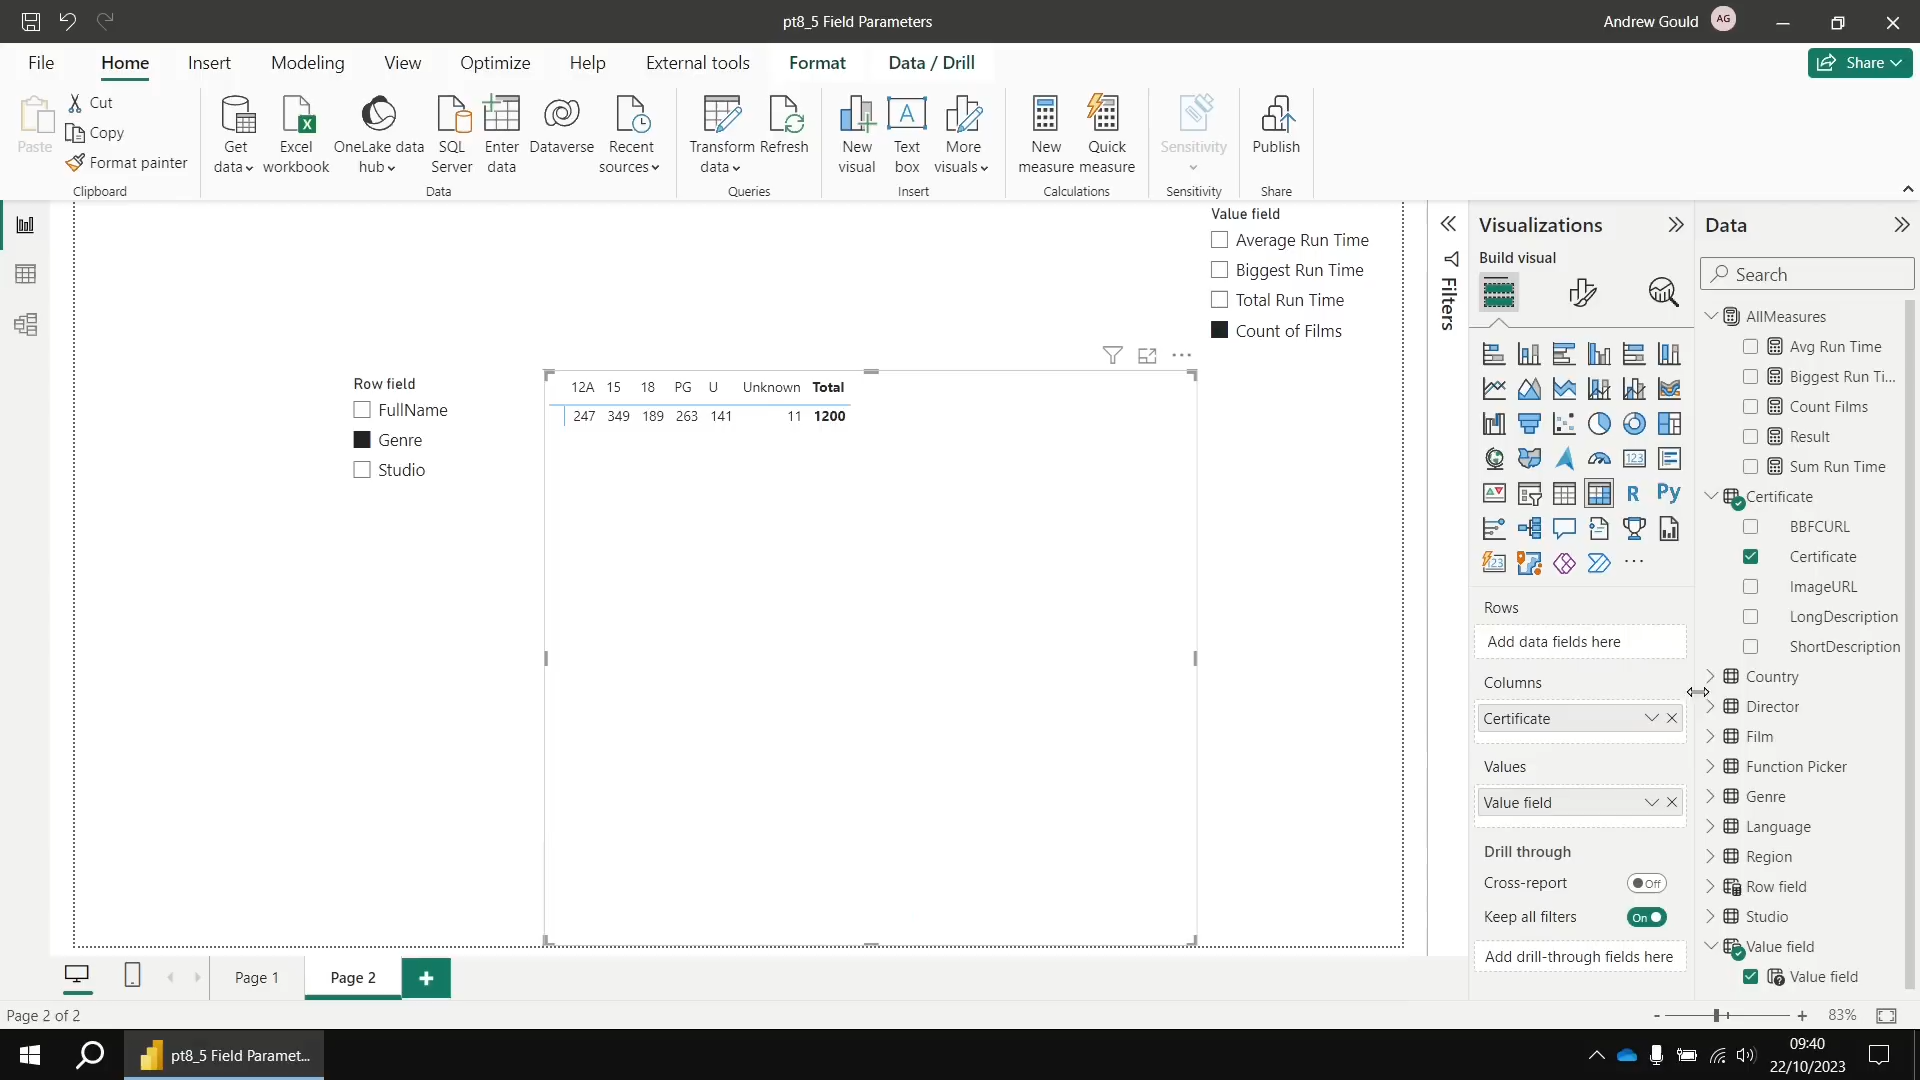 pt8_5 Field Parameters
Andrew Gould AG
File Home Insert Modeling View Optimize Help External tools Format Data / Drill Share
Paste
Cut
Copy
Format painter
Clipboard
Get data
Excel workbook
OneLake data hub
SQL Server
Enter data
Dataverse
Recent sources
Data
Transform data
Refresh
Queries
New visual
Text box
More visuals
Insert
New measure
Quick measure
Calculations
Sensitivity
Sensitivity
Publish
Share
Value field
Average Run Time
Biggest Run Time
Total Run Time
Count of Films
Row field
FullName
Genre
Studio
12A 15 18 PG U Unknown Total
247 349 189 263 141 11 1200
Filters
Visualizations
Build visual
R
Py
123
123
Rows
Add data fields here
Columns
Certificate
Values
Value field
Drill through
Cross-report Off
Keep all filters On
Add drill-through fields here
Data
Search
AllMeasures
Avg Run Time
Biggest Run Ti...
Count Films
Result
Sum Run Time
Certificate
BBFCURL
Certificate
ImageURL
LongDescription
ShortDescription
Country
Director
Film
Function Picker
Genre
Language
Region
Row field
Studio
Value field
Value field
Page 1 Page 2
Page 2 of 2
83%
pt8_5 Field Paramet...
09:40
22/10/2023